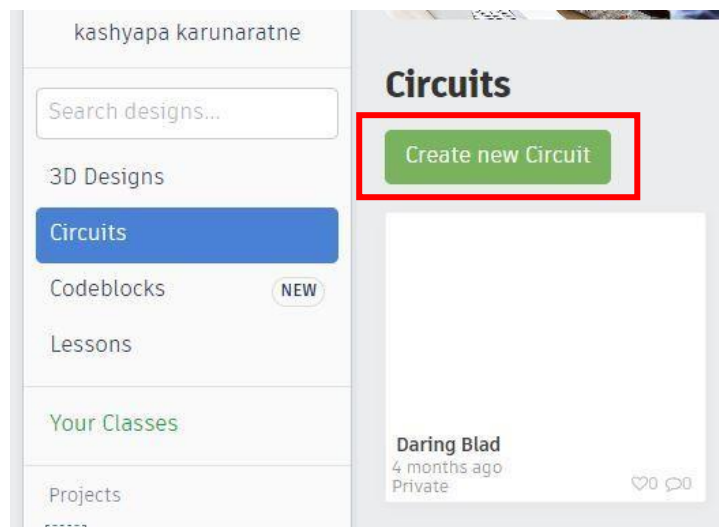 kashyapa karunaratne
Search designs...
3D Designs
Circuits
Codeblocks NEW
Lessons
Your Classes
Projects
Circuits
Create new Circuit
Daring Blad
4 months ago
Private
0 0